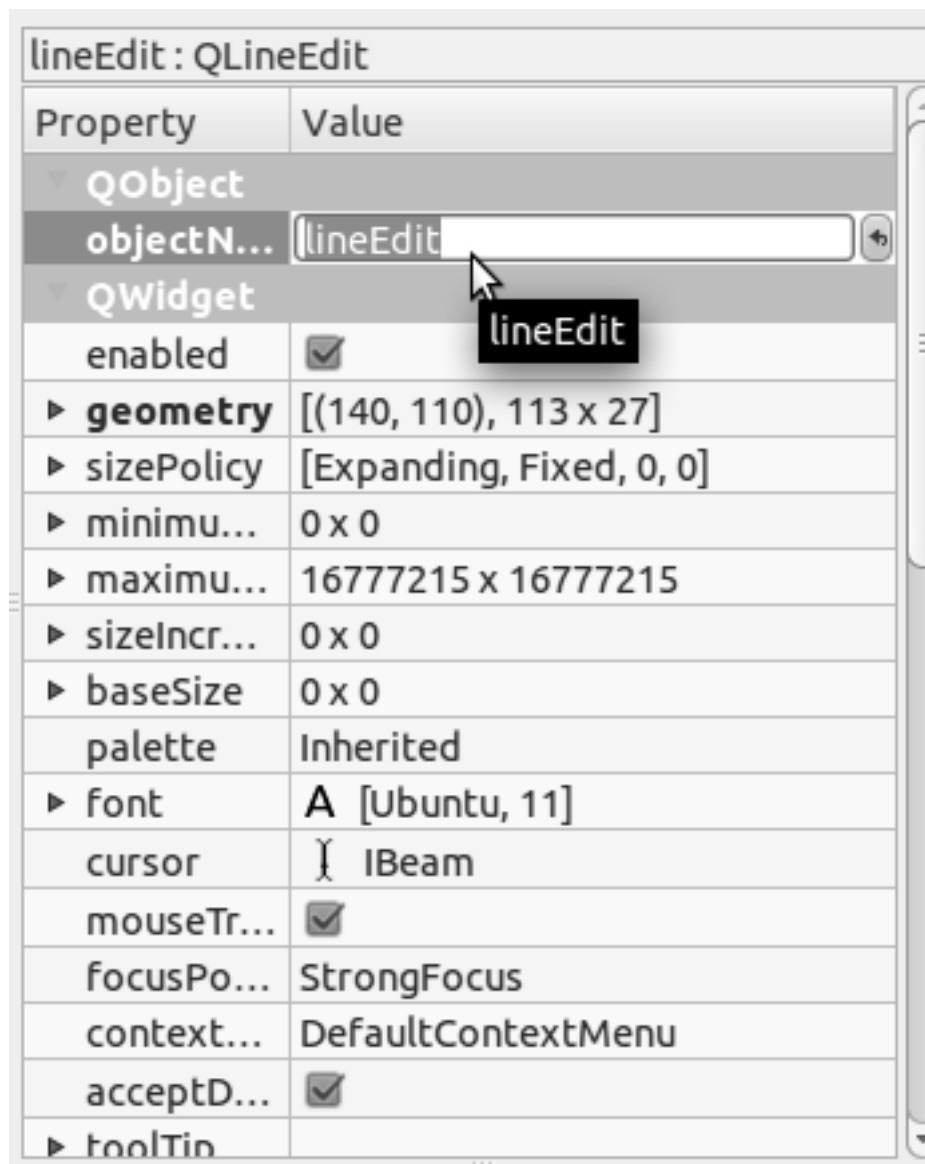 lineEdit : QLineEdit
Property Value
QObject
objectN... lineEdit
QWidget
lineEdit
enabled
geometry [(140, 110), 113 x 27]
sizePolicy [Expanding, Fixed, 0, 0]
minimu... 0 x 0
maximu... 16777215 x 16777215
sizeIncr... 0 x 0
baseSize 0 x 0
palette Inherited
font A [Ubuntu, 11]
cursor IBeam
mouseTr...
focusPo... StrongFocus
context... DefaultContextMenu
acceptD...
toolTip